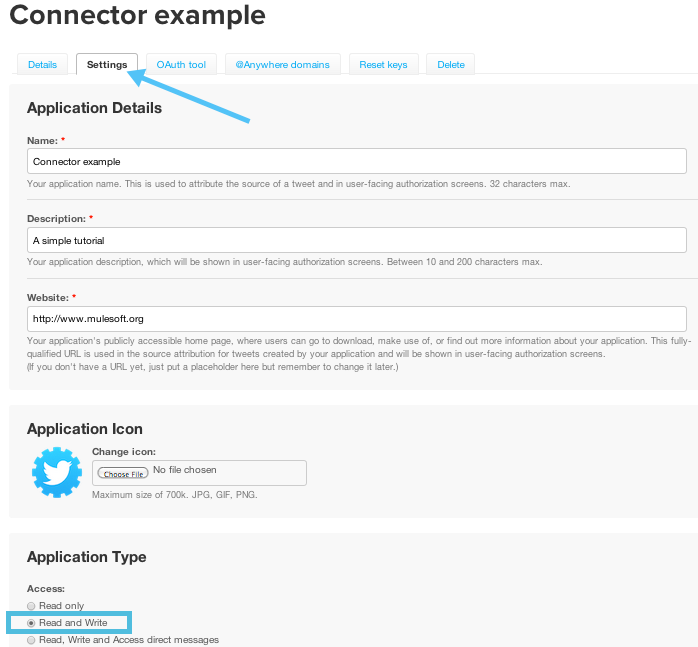 Connector example
Details Settings OAuth tool @Anywhere domains Reset keys Delete
Application Details
Name: *
Connector example
Your application name. This is used to attribute the source of a tweet and in user-facing authorization screens. 32 characters max.
Description: *
A simple tutorial
Your application description, which will be shown in user-facing authorization screens. Between 10 and 200 characters max.
Website: *
http://www.mulesoft.org
Your application's publicly accessible home page, where users can go to download, make use of, or find out more information about your application. This fully-
qualified URL is used in the source attribution for tweets created by your application and will be shown in user-facing authorization screens.
(If you don't have a URL yet, just put a placeholder here but remember to change it later.)
Application Icon
Change icon:
Choose File No file chosen
Maximum size of 700k. JPG, GIF, PNG.
Application Type
Access:
Read only
Read and Write
Read, Write and Access direct messages